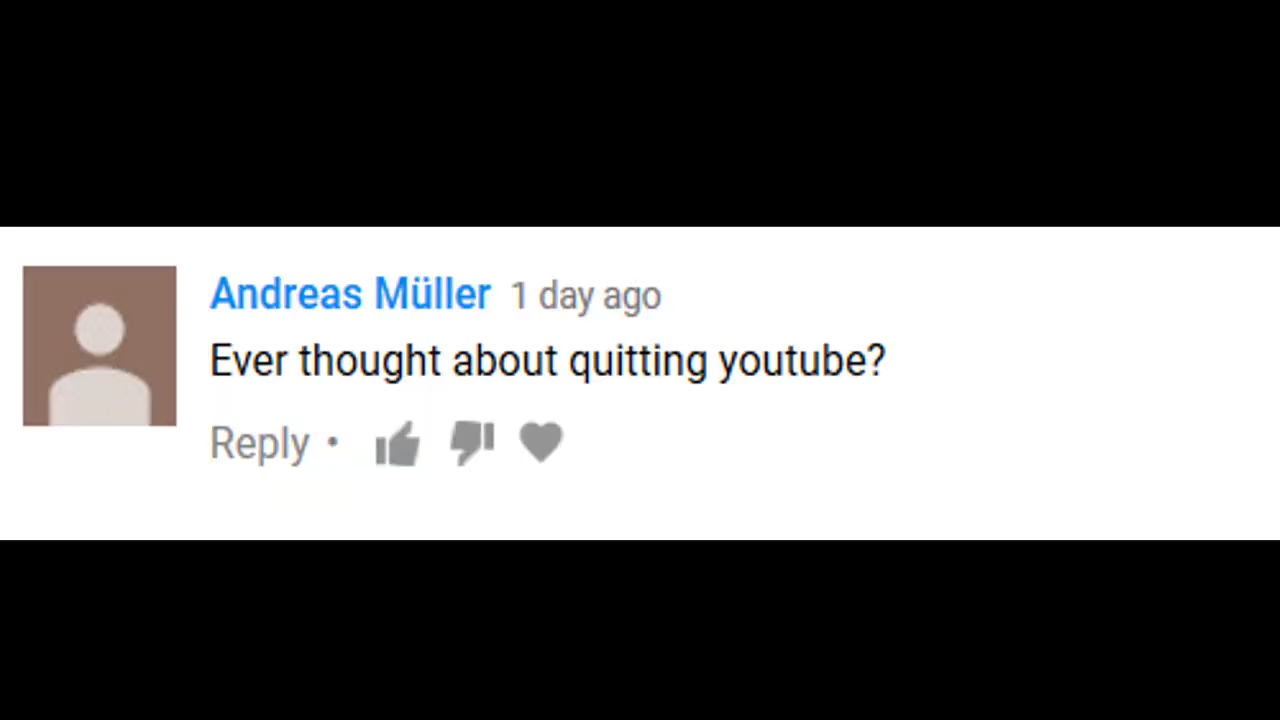 Andreas Müller 1 day ago
Ever thought about quitting youtube?
Reply •